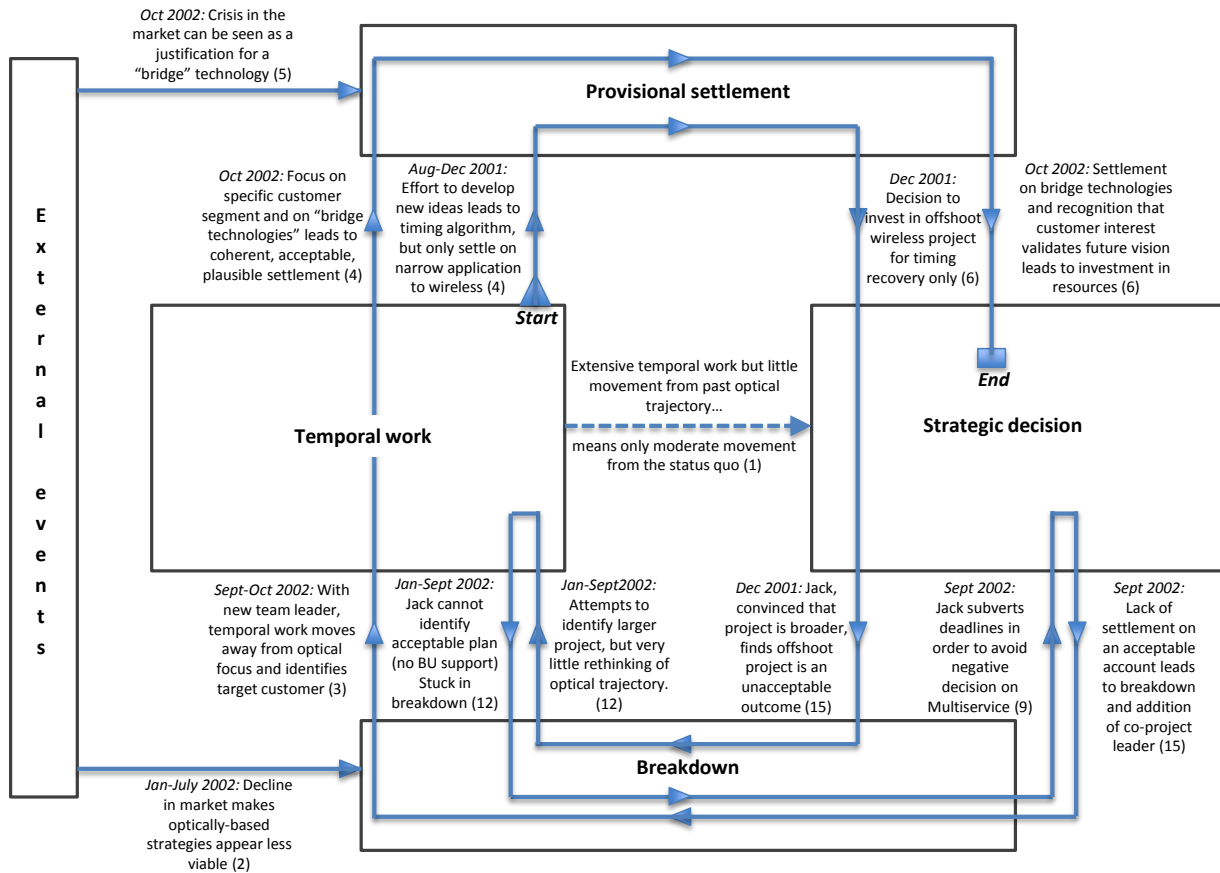 Oct 2002: Crisis in
the market can be seen as a
justification for a
“bridge” technology (5)
Provisional settlement
Oct 2002: Focus on
specific customer
segment and on “bridge
technologies” leads to
coherent, acceptable,
plausible settlement (4)
Aug-Dec 2001:
Effort to develop
new ideas leads to
timing algorithm,
but only settle on
narrow application
to wireless (4)
Dec 2001:
Decision to
invest in offshoot
wireless project
for timing
recovery only (6)
Oct 2002: Settlement
on bridge technologies
and recognition that
customer interest
validates future vision
leads to investment in
resources (6)
External events
Start
End
Temporal work
Extensive temporal work but little
movement from past optical
trajectory…
means only moderate movement
from the status quo (1)
Strategic decision
Sept-Oct 2002: With
new team leader,
temporal work moves
away from optical
focus and identifies
target customer (3)
Jan-Sept 2002:
Jack cannot
identify
acceptable plan
(no BU support)
Stuck in
breakdown (12)
Jan-Sept2002:
Attempts to
identify larger
project, but very
little rethinking of
optical trajectory.
(12)
Dec 2001: Jack,
convinced that
project is broader,
finds offshoot
project is an
unacceptable
outcome (15)
Sept 2002:
Jack subverts
deadlines in
order to avoid
negative
decision on
Multiservice (9)
Sept 2002:
Lack of
settlement on
an acceptable
account leads
to breakdown
and addition
of co-project
leader (15)
Breakdown
Jan-July 2002: Decline
in market makes
optically-based
strategies appear less
viable (2)